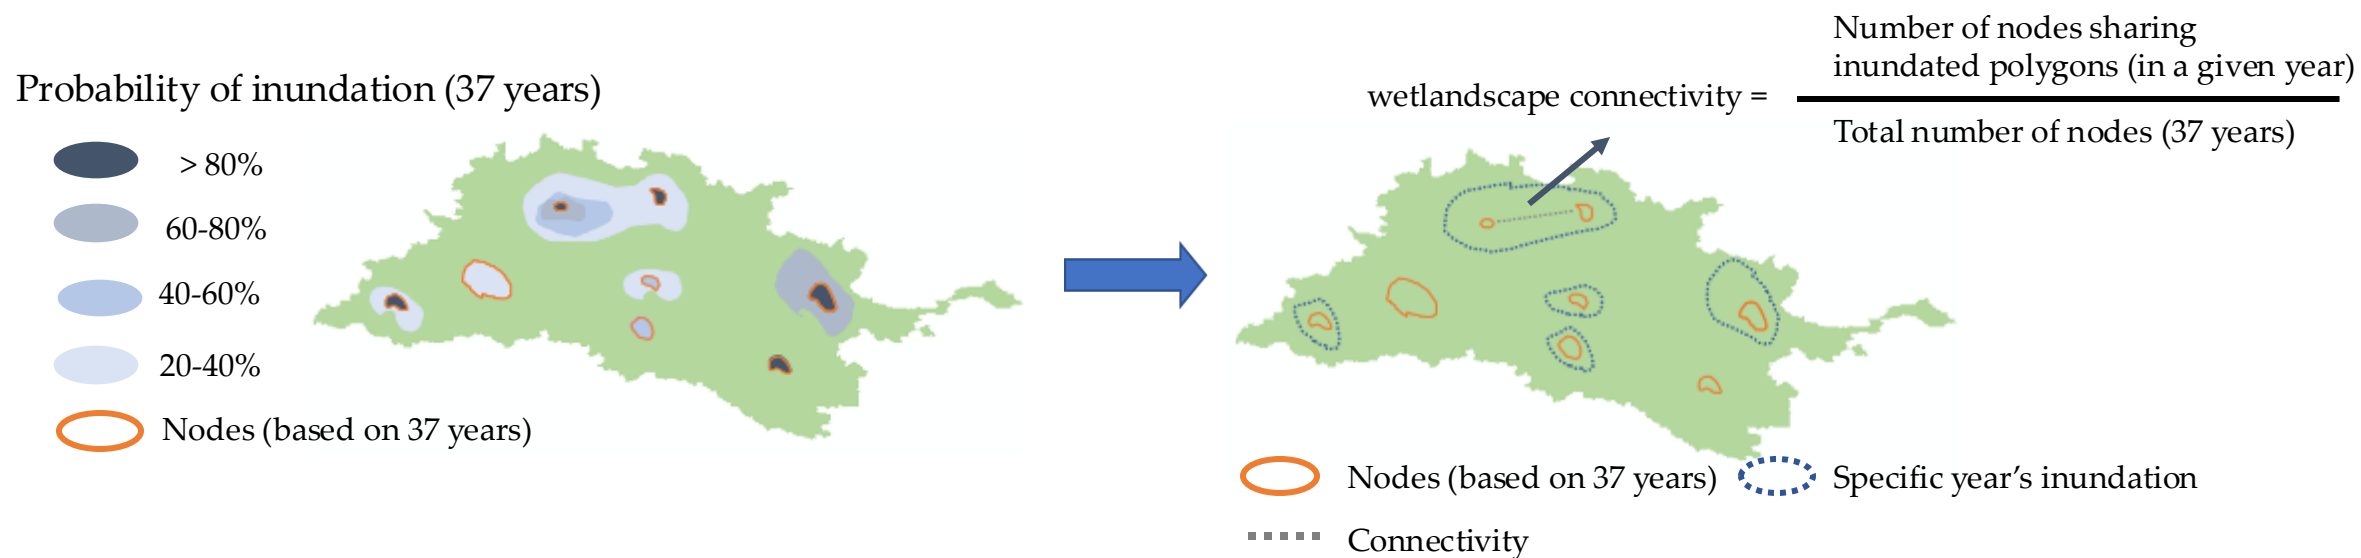 Probability of inundation (37 years)
> 80%
60-80%
40-60%
20-40%
Nodes (based on 37 years)
wetlandscape connectivity =
Number of nodes sharing
inundated polygons (in a given year)
Total number of nodes (37 years)
Nodes (based on 37 years)
Specific year’s inundation
Connectivity